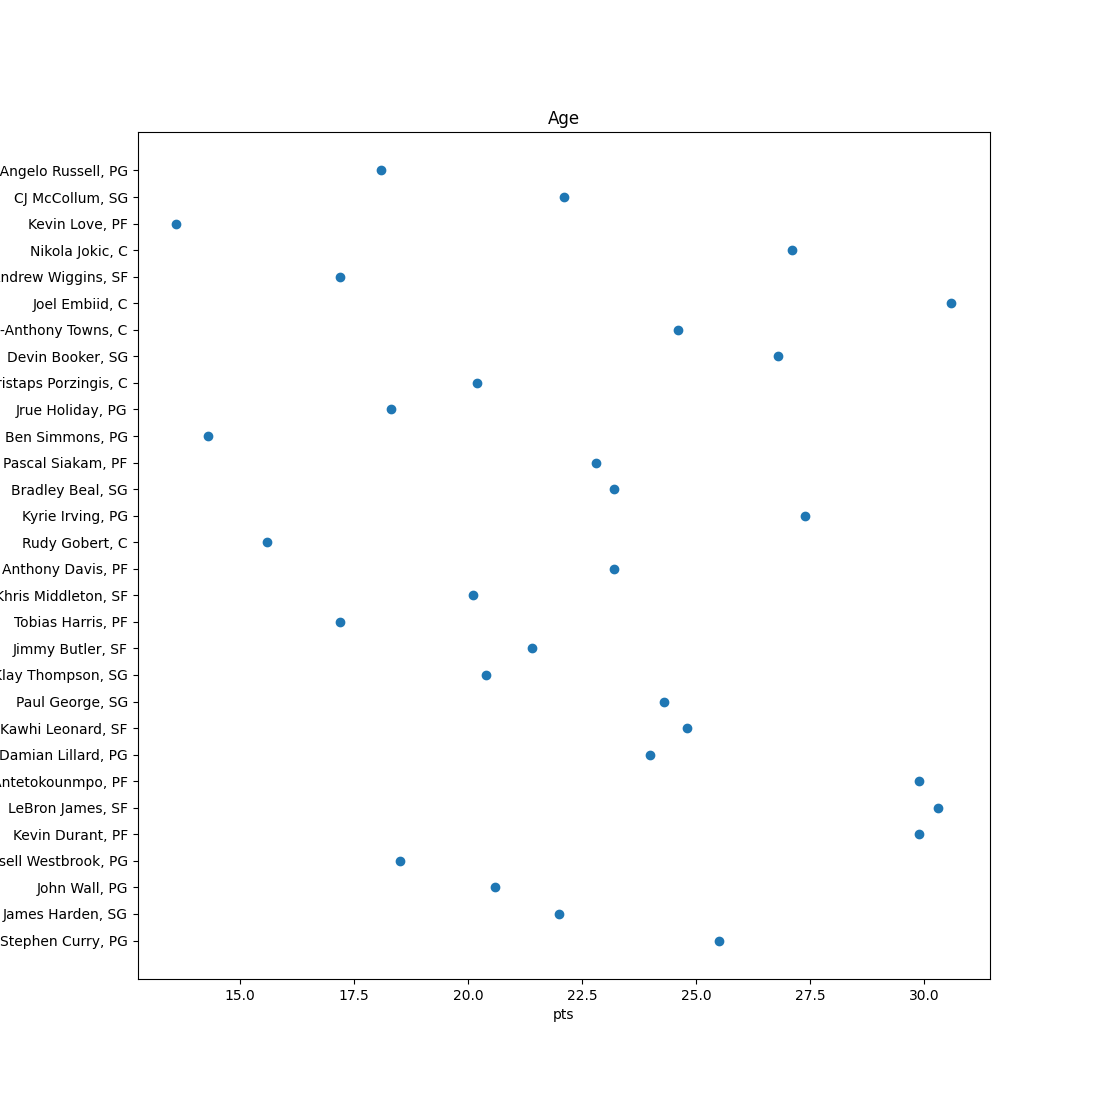 Age
Angelo Russell, PG
CJ McCollum, SG
Kevin Love, PF
Nikola Jokic, C
Wiggins, SF
Joel Embiid, C
-Anthony Towns, C
Devin Booker, SG
Porzingis, C
Jrue Holiday, PG
Ben Simmons, PG
Pascal Siakam, PF
Bradley Beal, SG
Kyrie Irving, PG
Rudy Gobert, C
Anthony Davis, PF
Khris Middleton, SF
Tobias Harris, PF
Jimmy Butler, SF
Klay Thompson, SG
Paul George, SG
Kawhi Leonard, SF
Damian Lillard, PG
Antetokounmpo, PF
LeBron James, SF
Kevin Durant, PF
Westbrook, PG
John Wall, PG
James Harden, SG
Stephen Curry, PG
15.0 17.5 20.0 22.5 25.0 27.5 30.0
pts